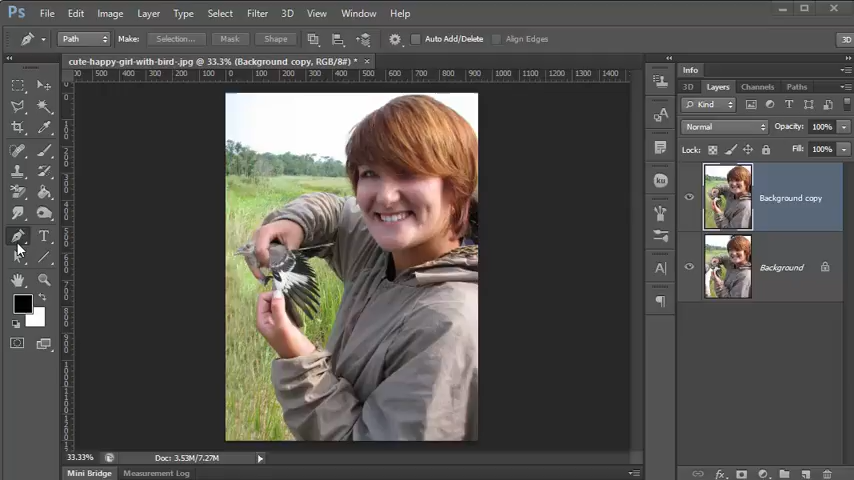 Ps File Edit Image Layer Type Select Filter 3D View Window Help
Path Make: Selection... Mask Shape Auto Add/Delete Align Edges 3D
cute-happy-girl-with-bird-.jpg @ 33.3% (Background copy, RGB/8#) * ×
Info
3D Layers Channels Paths
Kind
Normal Opacity: 100%
Lock: Fill: 100%
Background copy
Background
33.33% Doc: 3.53M/7.27M
Mini Bridge Measurement Log